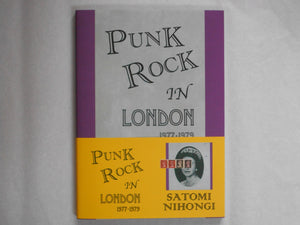 PUNK
ROCK
IN
LONDON
1977-1979
PUNK
ROCK
IN
LONDON
1977-1979
SATOMI
NIHONGI